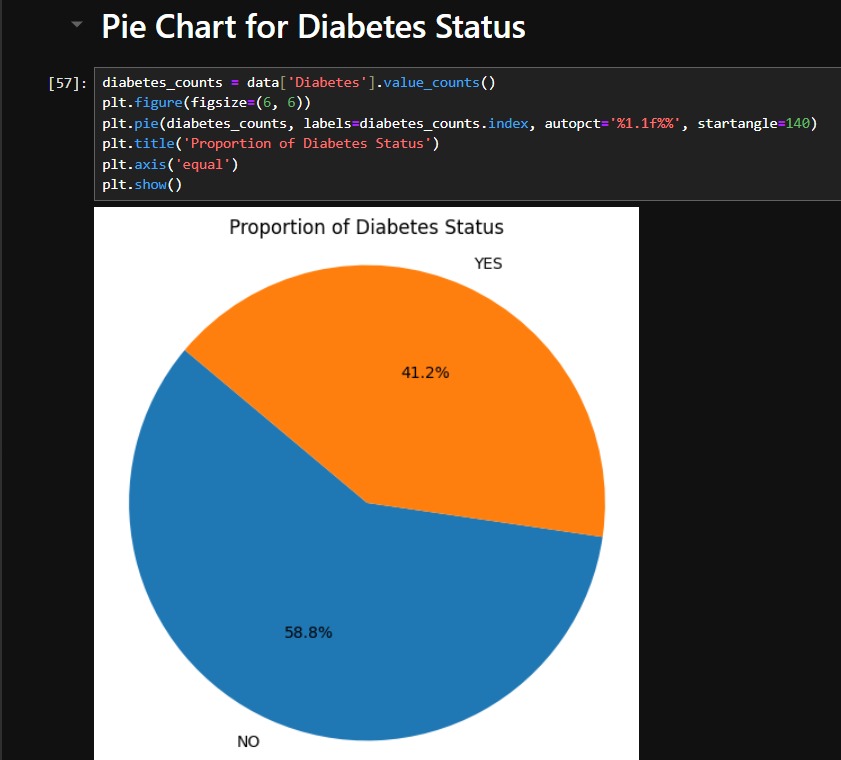 Pie Chart for Diabetes Status
[57]:
diabetes_counts = data['Diabetes'].value_counts()
plt.figure(figsize=(6, 6))
plt.pie(diabetes_counts, labels=diabetes_counts.index, autopct='%1.1f%%', startangle=140)
plt.title('Proportion of Diabetes Status')
plt.axis('equal')
plt.show()
Proportion of Diabetes Status
YES
41.2%
58.8%
NO